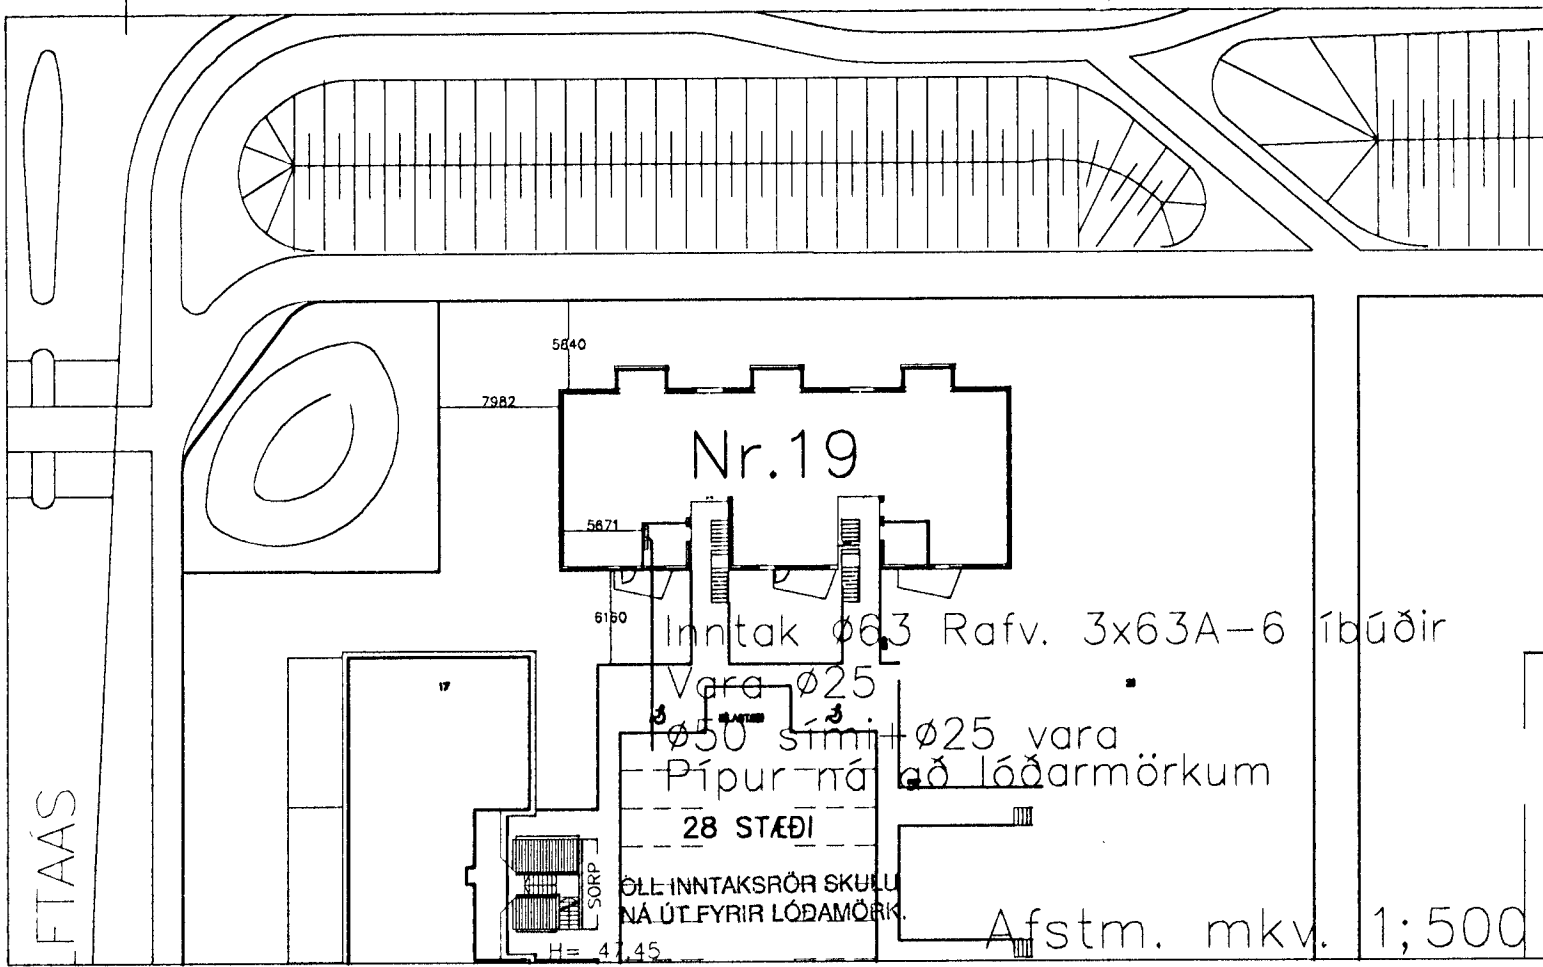 5840
7982
Nr.19
5671
6160
Inntak ø63 Rafv. 3x63A-6 íbúðir
Vara ø25
ø50 sími+ø25 vara
Pípur ná að lóðarmörkum
17
28 STÆÐI
SORP
ÖLL INNTAKSRÖR SKULU
NÁ ÚT FYRIR LÓÐAMÖRK.
H= 47.45
FTAÁS
Afstm. mkv. 1;500